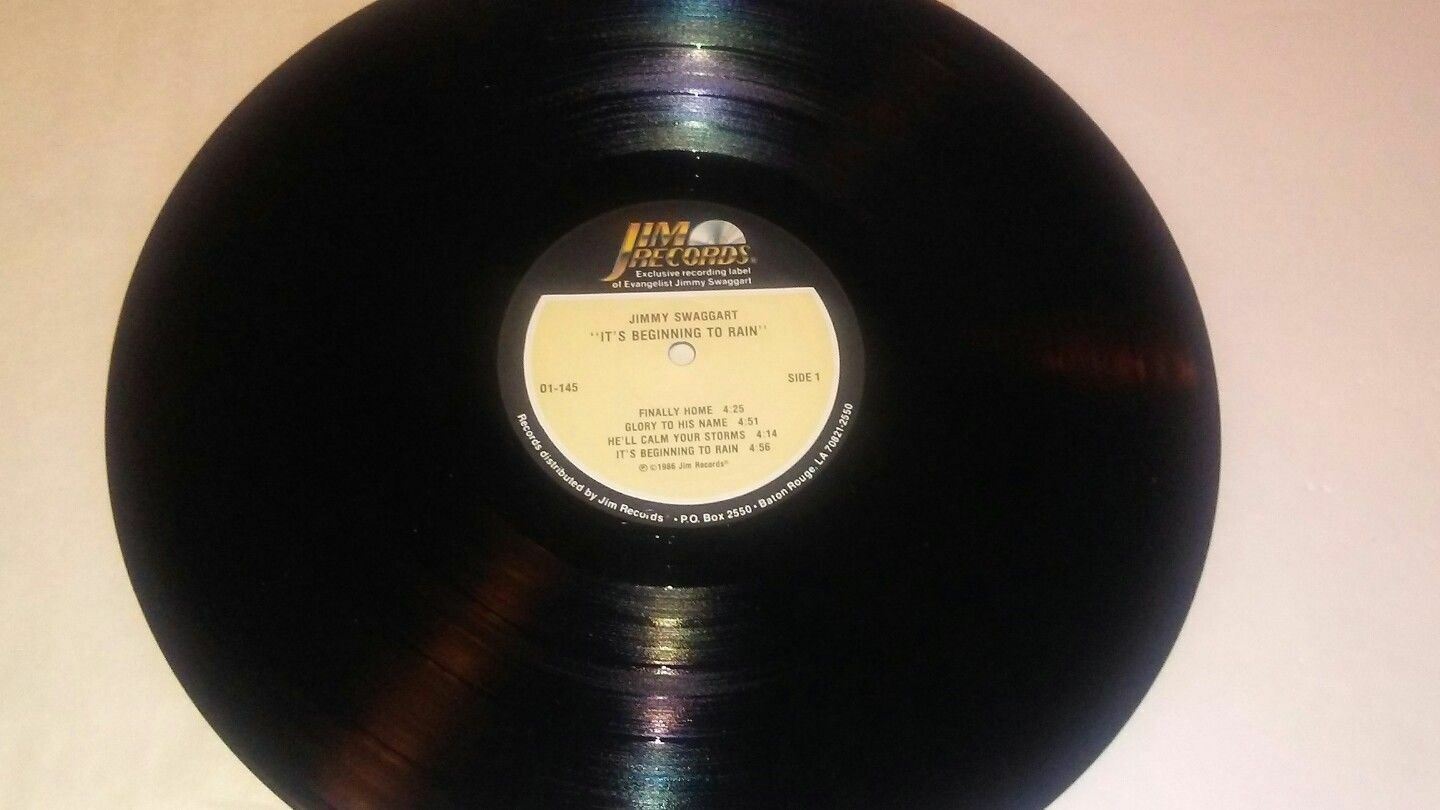 JIM
RECORDS®
Exclusive recording label
of Evangelist Jimmy Swaggart
JIMMY SWAGGART
"IT'S BEGINNING TO RAIN"
01-145
SIDE 1
FINALLY HOME 4:25
GLORY TO HIS NAME 4:51
HE'LL CALM YOUR STORMS 4:14
IT'S BEGINNING TO RAIN 4:56
℗ ©1986 Jim Records®
Records distributed by Jim Records® • P.O. Box 2550 • Baton Rouge, LA 70821-2550